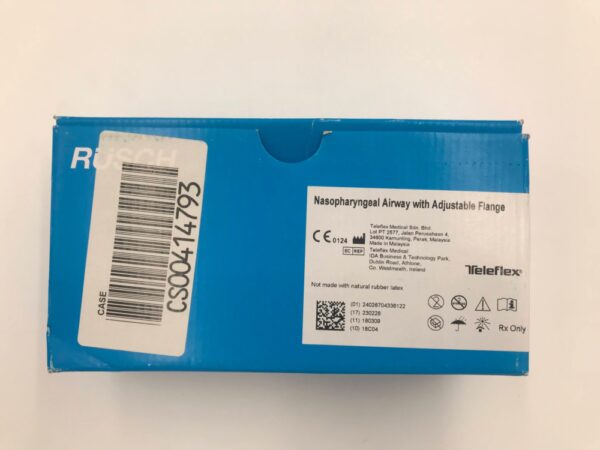 RÜSCH
CASE
CS00414793
Nasopharyngeal Airway with Adjustable Flange
CE 0124
Teleflex Medical Sdn. Bhd.
Lot PT 2577, Jalan Perusahaan 4,
34600 Kamunting, Perak, Malaysia
Made in Malaysia
EC REP
Teleflex Medical
IDA Business & Technology Park,
Dublin Road, Athlone,
Co. Westmeath, Ireland
Teleflex
Not made with natural rubber latex
(01) 24026704336122
(17) 230228
(11) 180309
(10) 18C04
Rx Only